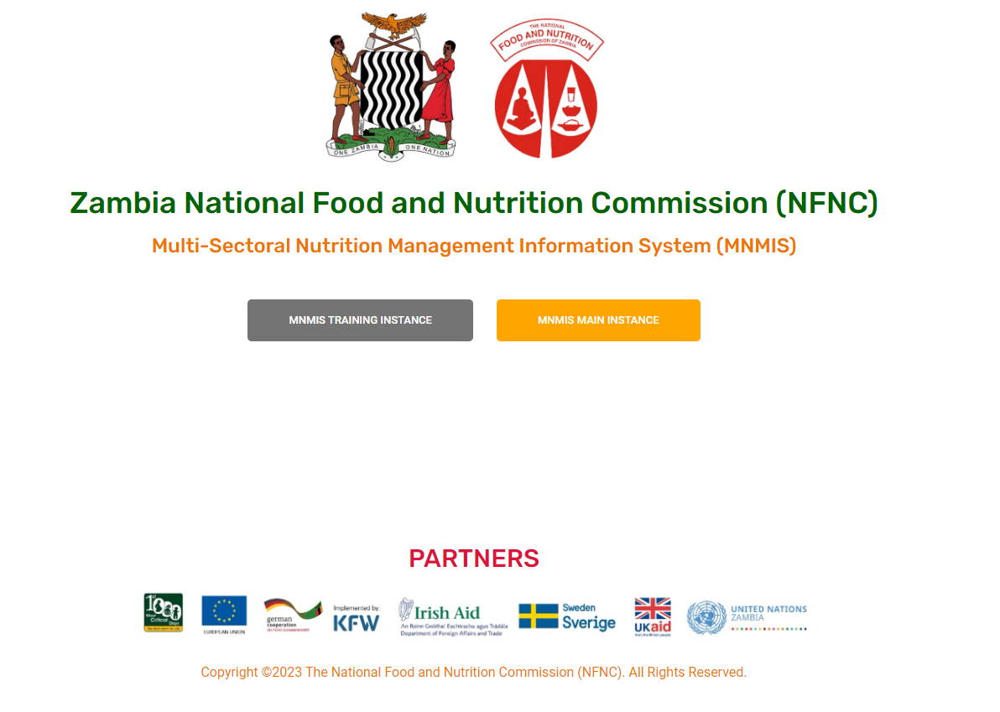 THE NATIONAL
FOOD AND NUTRITION
COMMISSION OF ZAMBIA
ONE ZAMBIA ONE NATION
Zambia National Food and Nutrition Commission (NFNC)
Multi-Sectoral Nutrition Management Information System (MNMIS)
MNMIS TRAINING INSTANCE
MNMIS MAIN INSTANCE
PARTNERS
1st
1000
Most
Critical
Days
EUROPEAN UNION
german
cooperation
DEUTSCHE ZUSAMMENARBEIT
Implemented by:
KFW
Irish Aid
An Roinn Gnóthaí Eachtracha agus Trádála
Department of Foreign Affairs and Trade
Sweden
Sverige
UKaid
from the British people
UNITED NATIONS
ZAMBIA
Copyright ©2023 The National Food and Nutrition Commission (NFNC). All Rights Reserved.